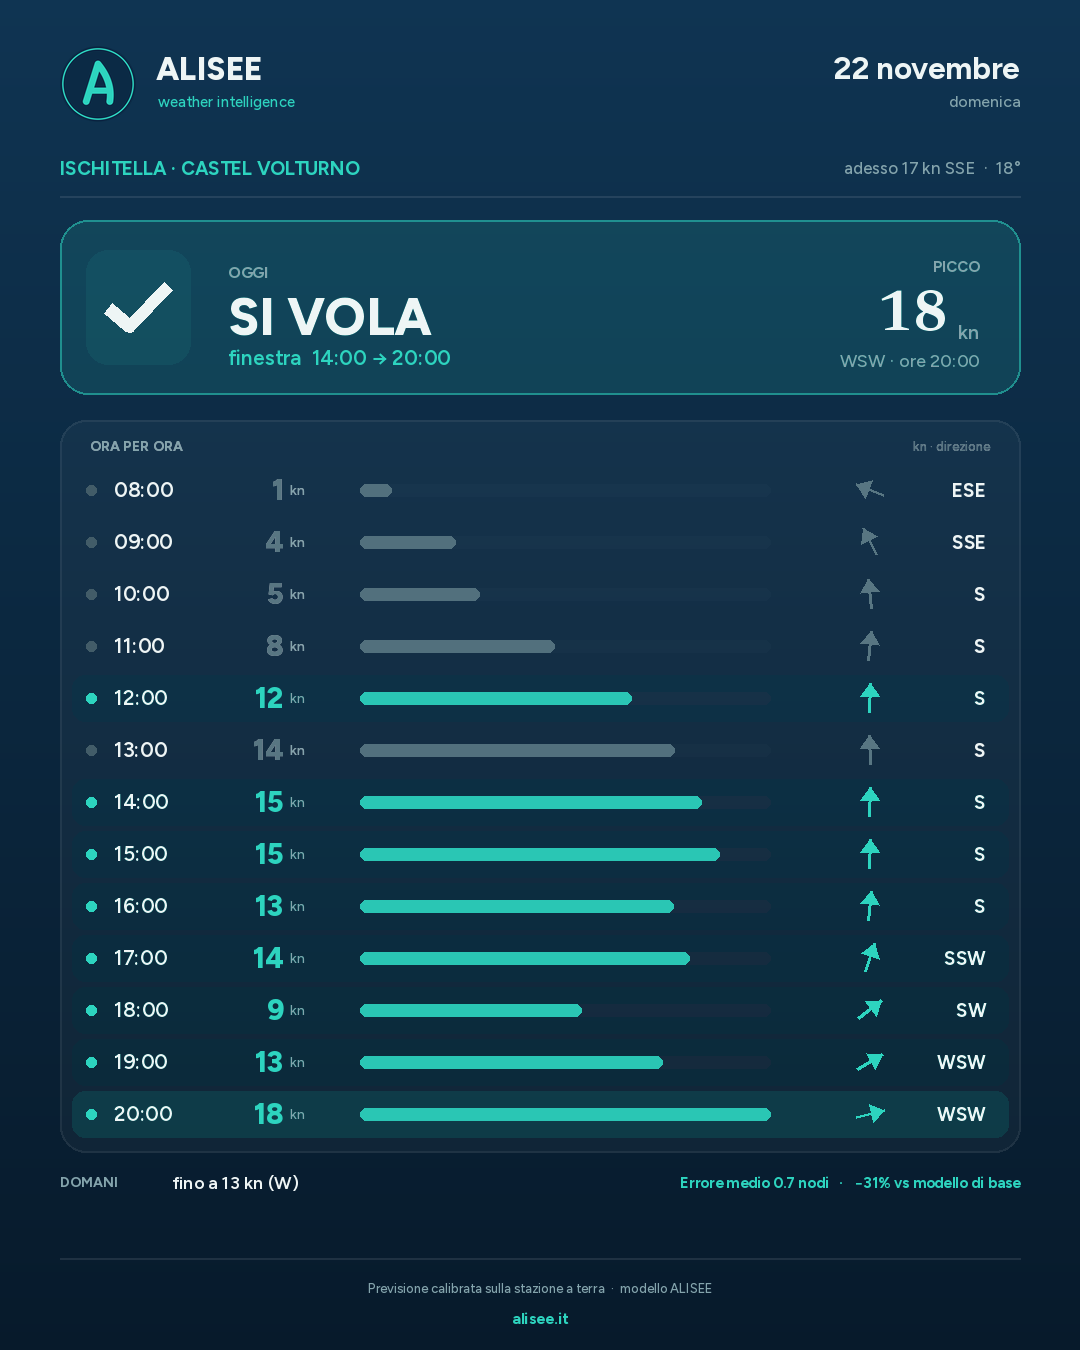 A ALISEE
weather intelligence
22 novembre
domenica
ISCHITELLA · CASTEL VOLTURNO
adesso 17 kn SSE · 18°
OGGI
SI VOLA
finestra 14:00 → 20:00
PICCO
18 kn
WSW · ore 20:00
ORA PER ORA
kn · direzione
08:00 1 kn ESE
09:00 4 kn SSE
10:00 5 kn S
11:00 8 kn S
12:00 12 kn S
13:00 14 kn S
14:00 15 kn S
15:00 15 kn S
16:00 13 kn S
17:00 14 kn SSW
18:00 9 kn SW
19:00 13 kn WSW
20:00 18 kn WSW
DOMANI fino a 13 kn (W)
Errore medio 0.7 nodi · -31% vs modello di base
Previsione calibrata sulla stazione a terra · modello ALISEE
alisee.it